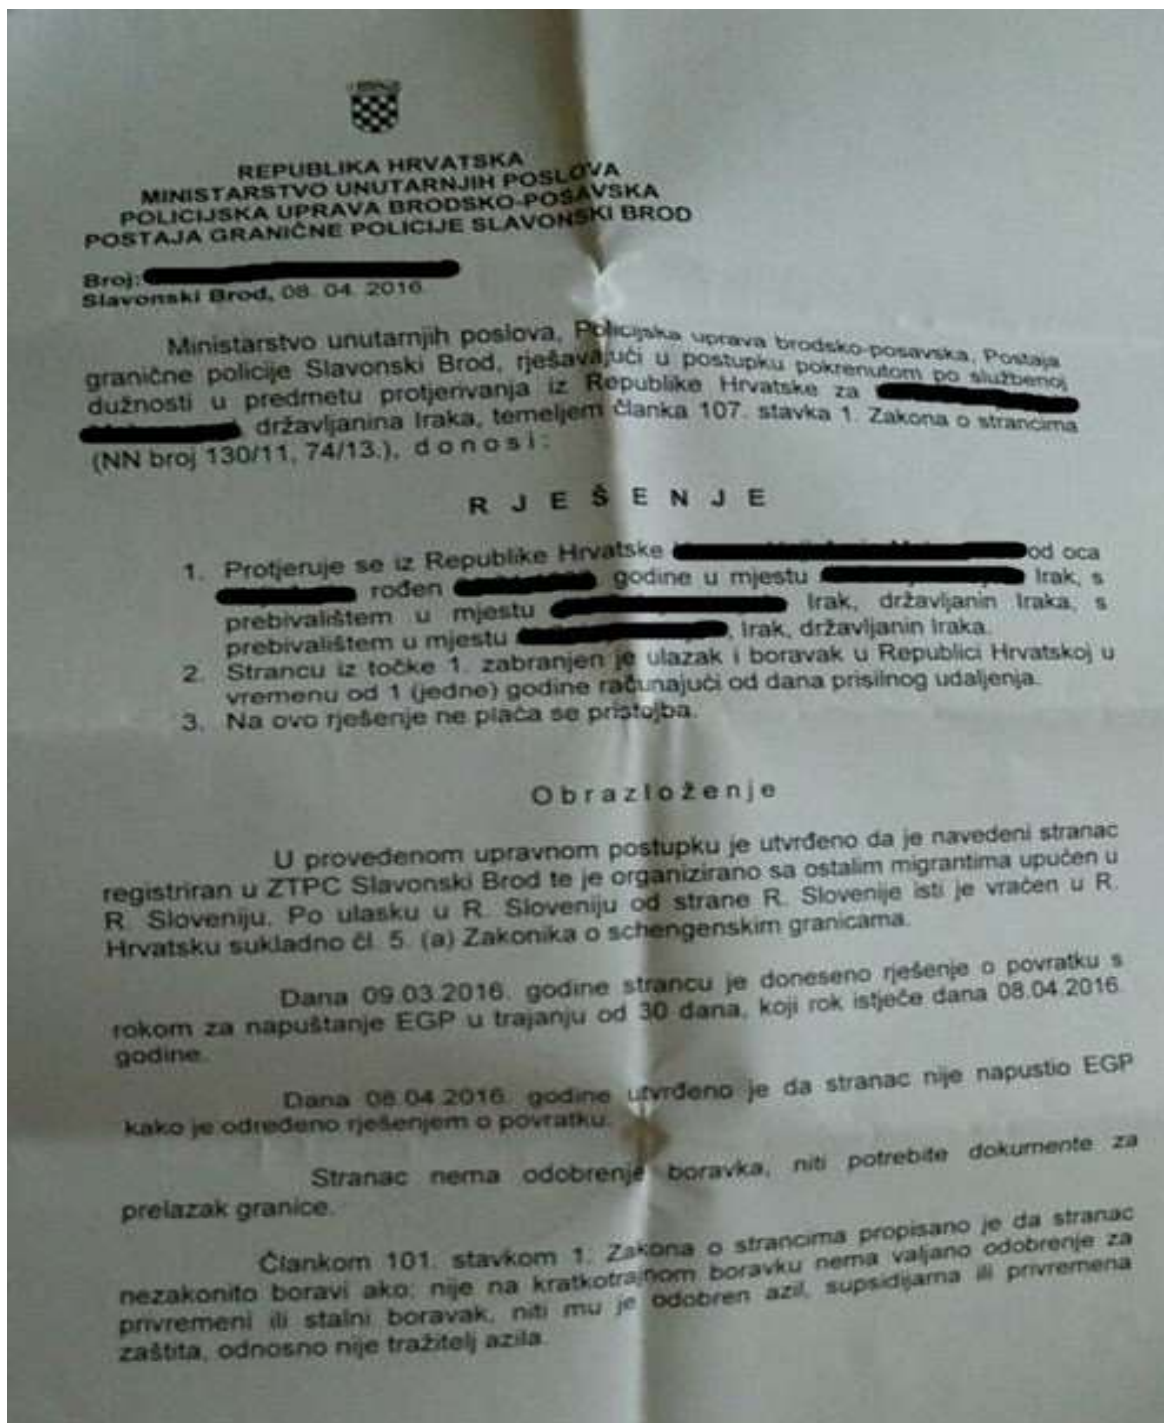 REPUBLIKA HRVATSKA
MINISTARSTVO UNUTARNJIH POSLOVA
POLICIJSKA UPRAVA BRODSKO-POSAVSKA
POSTAJA GRANIČNE POLICIJE SLAVONSKI BROD
Broj:
Slavonski Brod, 08. 04. 2016.
Ministarstvo unutarnjih poslova, Policijska uprava brodsko-posavska, Postaja
granične policije Slavonski Brod, rješavajući u postupku pokrenutom po službenoj
dužnosti u predmetu protjerivanja iz Republike Hrvatske za
državljanina Iraka, temeljem članka 107. stavka 1. Zakona o strancima
(NN broj 130/11, 74/13.), d o n o s i :
R J E Š E N J E
1. Protjeruje se iz Republike Hrvatske od oca
rođen godine u mjestu Irak, s
prebivalištem u mjestu Irak, državljanin Iraka, s
prebivalištem u mjestu , Irak, državljanin Iraka.
2. Strancu iz točke 1. zabranjen je ulazak i boravak u Republici Hrvatskoj u
vremenu od 1 (jedne) godine računajući od dana prisilnog udaljenja.
3. Na ovo rješenje ne plaća se pristojba.
O b r a z l o ž e n j e
U provedenom upravnom postupku je utvrđeno da je navedeni stranac
registriran u ZTPC Slavonski Brod te je organizirano sa ostalim migrantima upućen u
R. Sloveniju. Po ulasku u R. Sloveniju od strane R. Slovenije isti je vraćen u R.
Hrvatsku sukladno čl. 5. (a) Zakonika o schengenskim granicama.
Dana 09.03.2016. godine strancu je doneseno rješenje o povratku s
rokom za napuštanje EGP u trajanju od 30 dana, koji rok istječe dana 08.04.2016.
godine.
Dana 08.04.2016. godine utvrđeno je da stranac nije napustio EGP
kako je određeno rješenjem o povratku.
Stranac nema odobrenje boravka, niti potrebite dokumente za
prelazak granice.
Člankom 101. stavkom 1. Zakona o strancima propisano je da stranac
nezakonito boravi ako: nije na kratkotrajnom boravku nema valjano odobrenje za
privremeni ili stalni boravak, niti mu je odobren azil, supsidijarna ili privremena
zaštita, odnosno nije tražitelj azila.